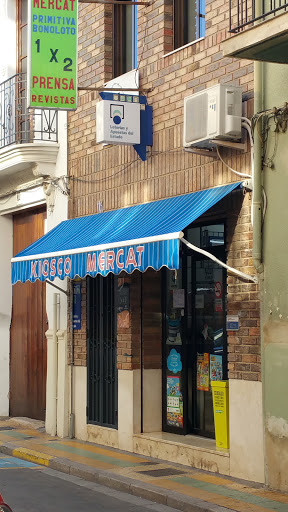 MERCAT
PRIMITIVA
BONOLOTO
1 X 2
PRENSA
REVISTAS
Loterías y
Apuestas del
Estado
KIOSCO MERCAT